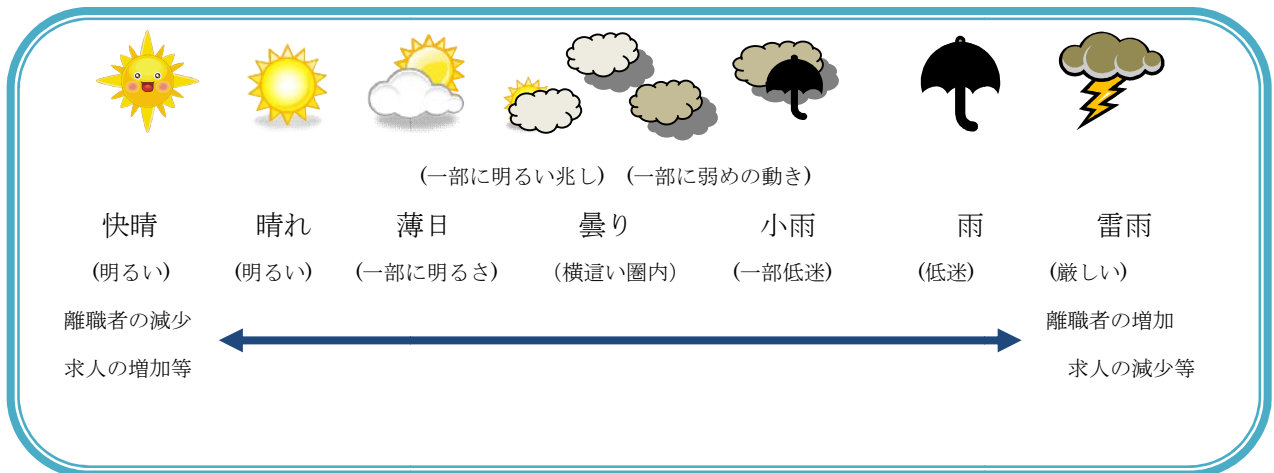 (一部に明るい兆し) (一部に弱めの動き)
快晴 晴れ 薄日 曇り 小雨 雨 雷雨
(明るい) (明るい) (一部に明るさ) (横這い圏内) (一部低迷) (低迷) (厳しい)
離職者の減少 離職者の増加
求人の増加等 求人の減少等